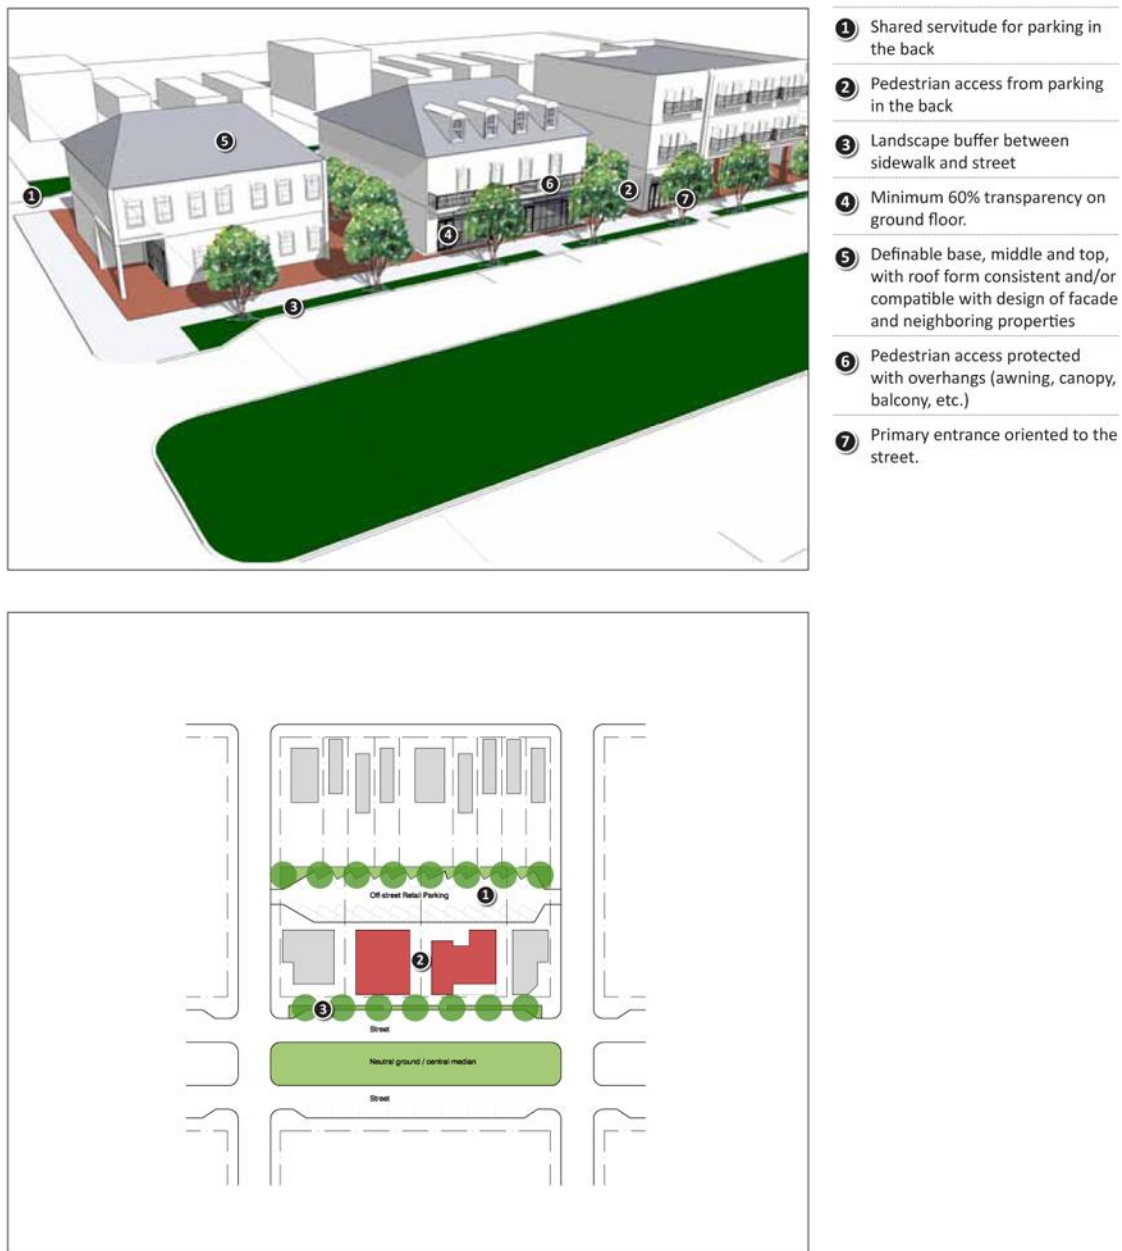 1 Shared servitude for parking in
the back
2 Pedestrian access from parking
in the back
3 Landscape buffer between
sidewalk and street
4 Minimum 60% transparency on
ground floor.
5 Definable base, middle and top,
with roof form consistent and/or
compatible with design of facade
and neighboring properties
6 Pedestrian access protected
with overhangs (awning, canopy,
balcony, etc.)
7 Primary entrance oriented to the
street.
5
1
2
6
7
4
3
Off-street Retail Parking 1
2
3
Street
Neutral ground / central median
Street